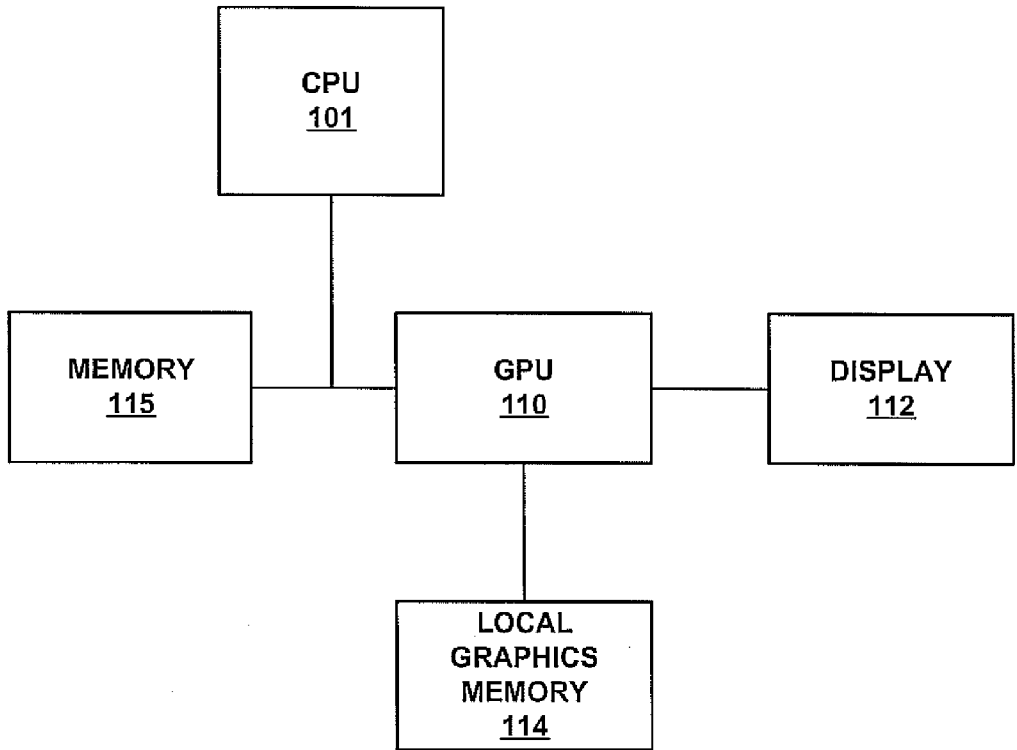 CPU
101
MEMORY
115
GPU
110
DISPLAY
112
LOCAL
GRAPHICS
MEMORY
114